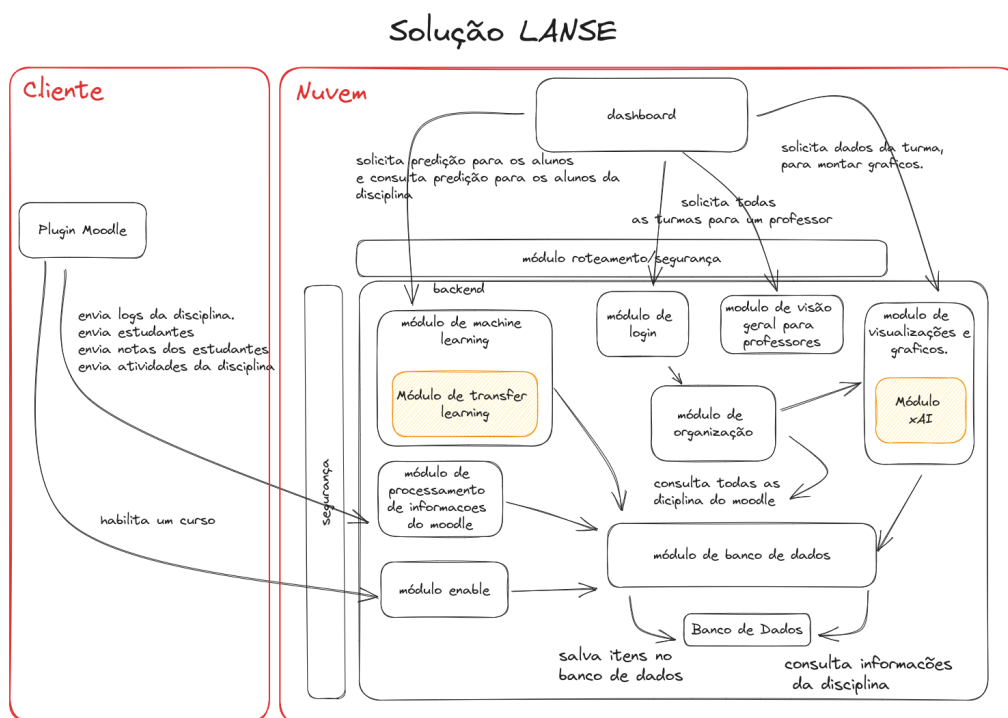 Solução LANSE
Cliente
Nuvem
dashboard
solicita predição para os alunos
e consulta predição para os alunos da
disciplina
solicita dados da turma,
para montar graficos.
solicita todas
as turmas para um professor
Plugin Moodle
módulo roteamento/segurança
envia logs da disciplina.
envia estudantes
envia notas dos estudantes
envia atividades da disciplina
habilita um curso
segurança
backend
módulo de machine
learning
Módulo de transfer
learning
módulo de
login
modulo de visão
geral para
professores
modulo de
visualizações e
graficos.
Módulo
xAI
módulo de
organização
consulta todas as
diciplina do moodle
módulo de
processamento
de informacoes
do moodle
módulo enable
módulo de banco de dados
Banco de Dados
salva itens no
banco de dados
consulta informacões
da disciplina